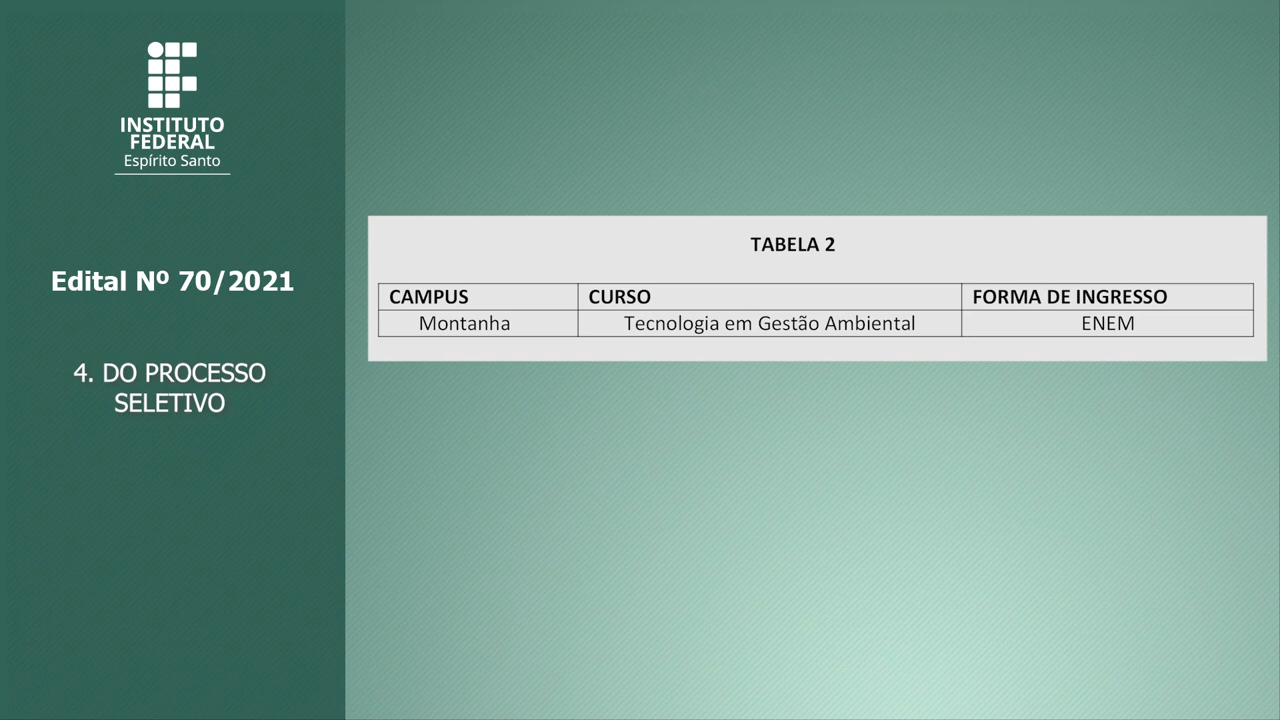 INSTITUTO
FEDERAL
Espírito Santo
Edital Nº 70/2021
4. DO PROCESSO
SELETIVO
TABELA 2
CAMPUS CURSO FORMA DE INGRESSO
Montanha Tecnologia em Gestão Ambiental ENEM